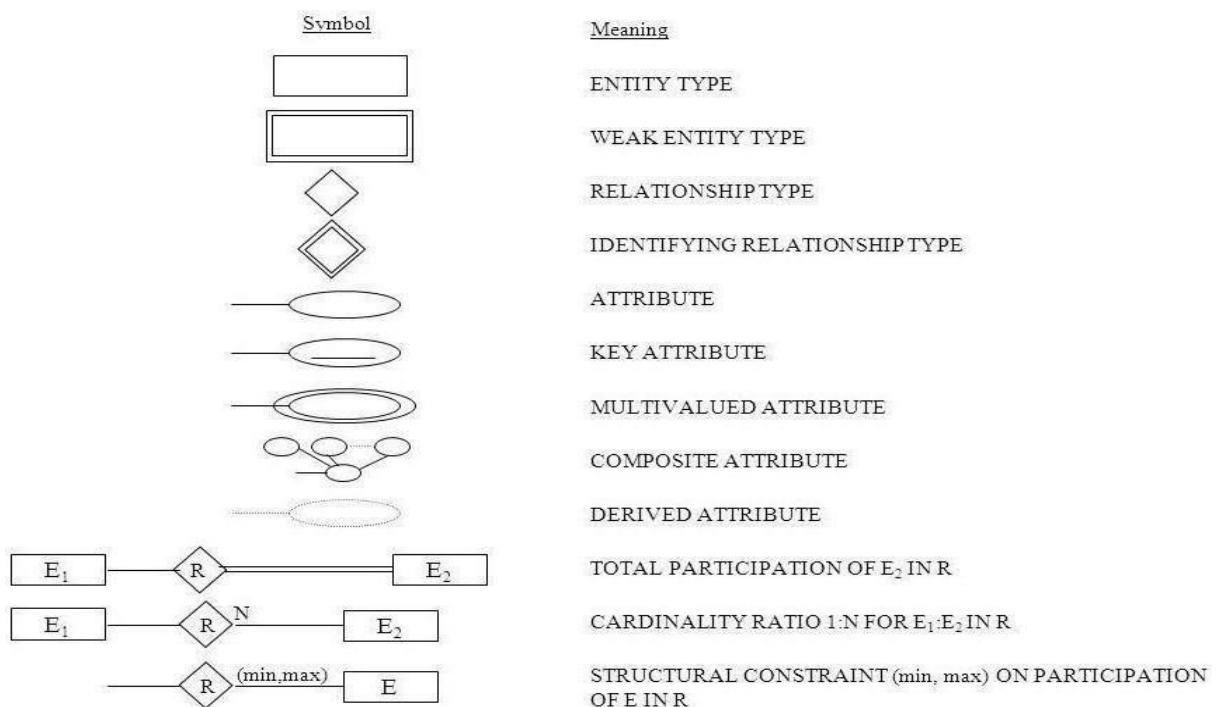 Symbol Meaning
ENTITY TYPE
WEAK ENTITY TYPE
RELATIONSHIP TYPE
IDENTIFYING RELATIONSHIP TYPE
ATTRIBUTE
KEY ATTRIBUTE
MULTIVALUED ATTRIBUTE
COMPOSITE ATTRIBUTE
DERIVED ATTRIBUTE
E₁ R E₂ TOTAL PARTICIPATION OF E₂ IN R
E₁ R N E₂ CARDINALITY RATIO 1:N FOR E₁:E₂ IN R
R (min,max) E STRUCTURAL CONSTRAINT (min, max) ON PARTICIPATION
OF E IN R